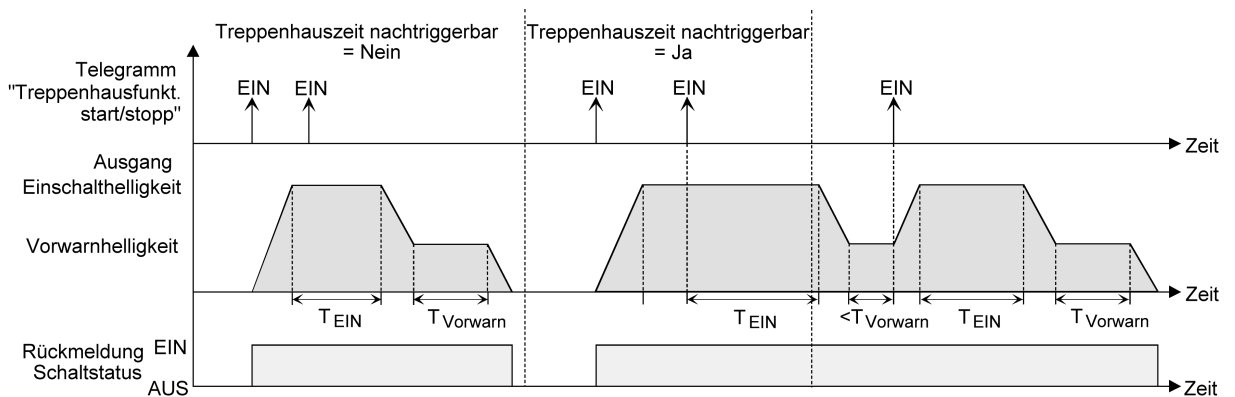 Treppenhauszeit nachtriggerbar
= Nein
Treppenhauszeit nachtriggerbar
= Ja
Telegramm
"Treppenhausfunkt.
start/stopp"
EIN
EIN
EIN
EIN
EIN
Zeit
Ausgang
Einschalthelligkeit
Vorwarnhelligkeit
Zeit
T EIN
T Vorwarn
T EIN
<T Vorwarn
T EIN
T Vorwarn
Rückmeldung
Schaltstatus
EIN
AUS
Zeit